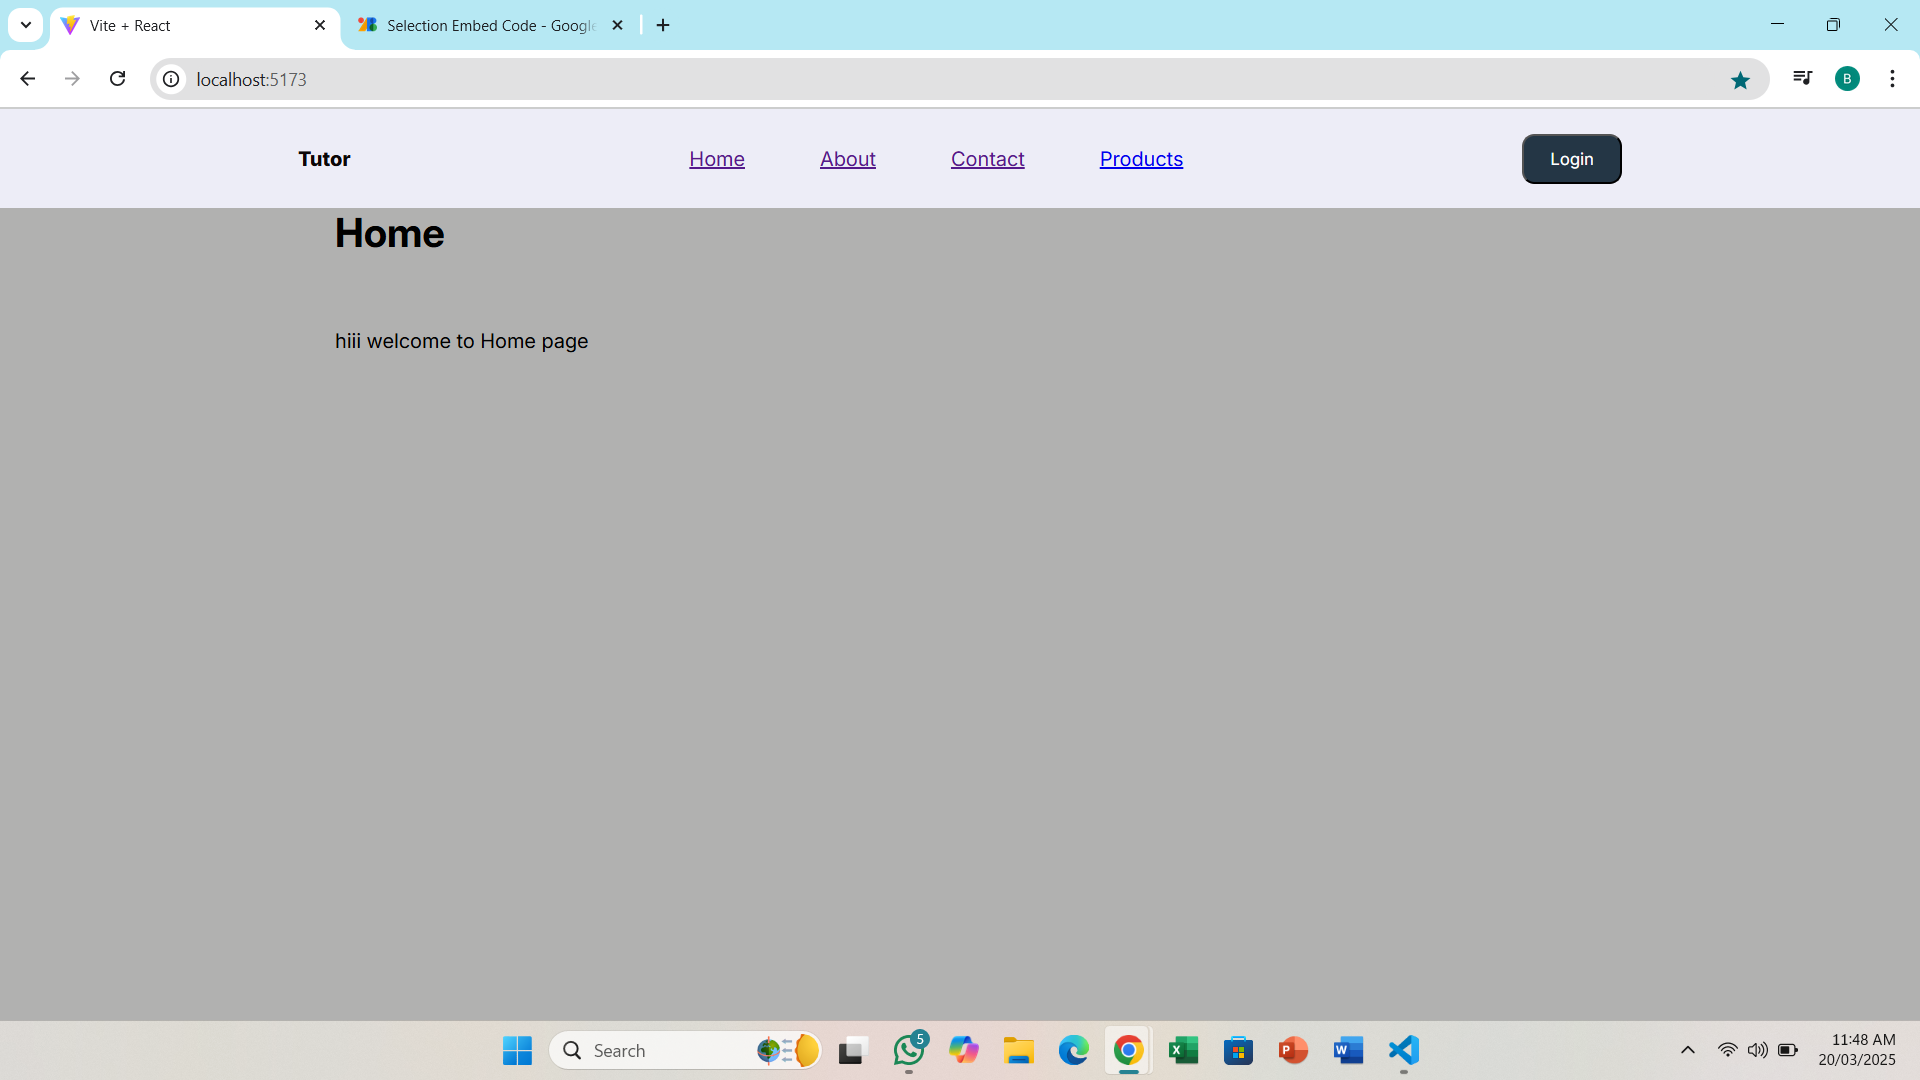 Vite + React
Selection Embed Code - Google
localhost:5173
B
Tutor
Home
About
Contact
Products
Login
Home
hiii welcome to Home page
Search
5
11:48 AM
20/03/2025